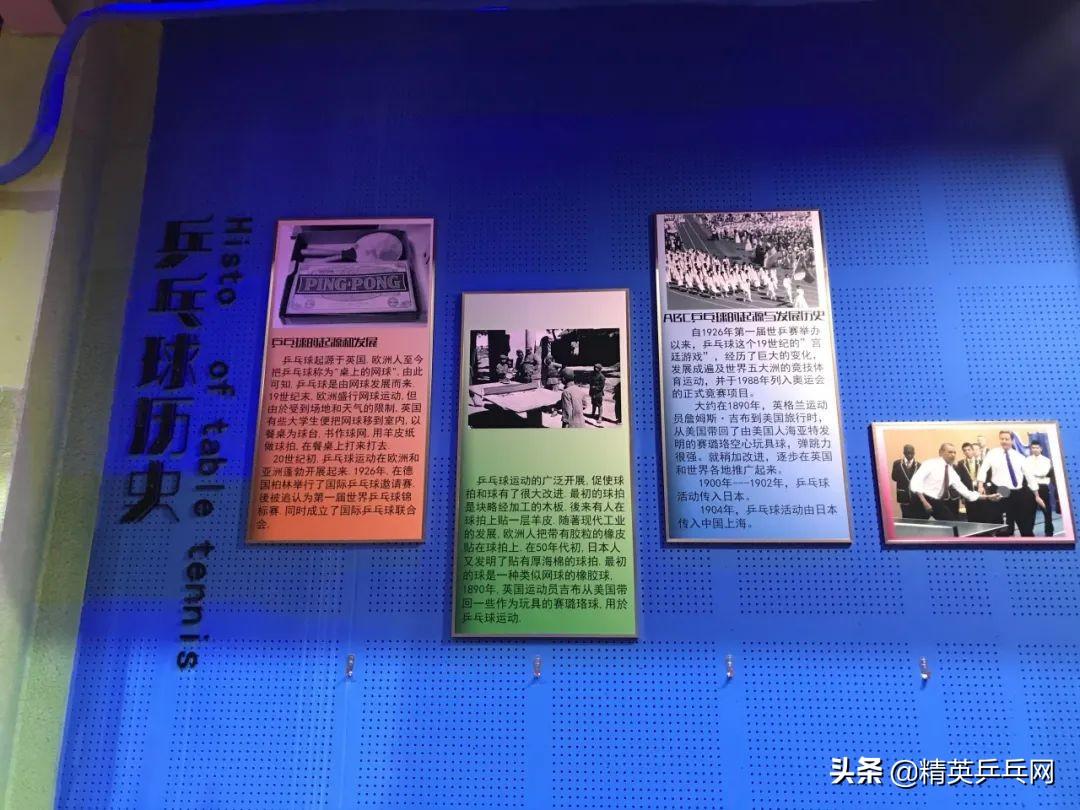 乒乓球历史
History of table tennis
PING-PONG
乒乓球的起源和发展
乒乓球起源于英国. 欧洲人至今
把乒乓球称为“桌上的网球”. 由此
可知. 乒乓球是由网球发展而来.
19世纪末. 欧洲盛行网球运动. 但
由於受到场地和天气的限制. 英国
有些大学生便把网球移到室内. 以
餐桌为球台. 书作球网. 用羊皮纸
做球拍. 在餐桌上打来打去.
20世纪初. 乒乓球运动在欧洲和
亚洲蓬勃开展起来. 1926年. 在德
国柏林举行了国际乒乓球邀请赛.
後被追认为第一届世界乒乓球锦
标赛. 同时成立了国际乒乓球联合
会.
乒乓球运动的广泛开展. 促使球
拍和球有了很大改进. 最初的球拍
是块略经加工的木板. 後来有人在
球拍上贴一层羊皮. 随著现代工业
的发展. 欧洲人把带有胶粒的橡皮
贴在球拍上. 在50年代初. 日本人
又发明了贴有厚海棉的球拍. 最初
的球是一种类似网球的橡胶球.
1890年. 英国运动员吉布从美国带
回一些作为玩具的赛璐珞球. 用於
乒乓球运动.
ABC乒乓球的起源与发展历史
自1926年第一届世乒赛举办
以来，乒乓球这个19世纪的”宫
廷游戏”，经历了巨大的变化，
发展成遍及世界五大洲的竞技体
育运动，并于1988年列入奥运会
的正式竟赛项目。
大约在1890年，英格兰运动
员詹姆斯·吉布到美国旅行时，
从美国带回了由美国人海亚特发
明的赛璐珞空心玩具球，弹跳力
很强。就稍加改进，逐步在英国
和世界各地推广起来。
1900年---1902年，乒乓球
活动传入日本。
1904年，乒乓球活动由日本
传入中国上海。
头条 @精英乒乓网